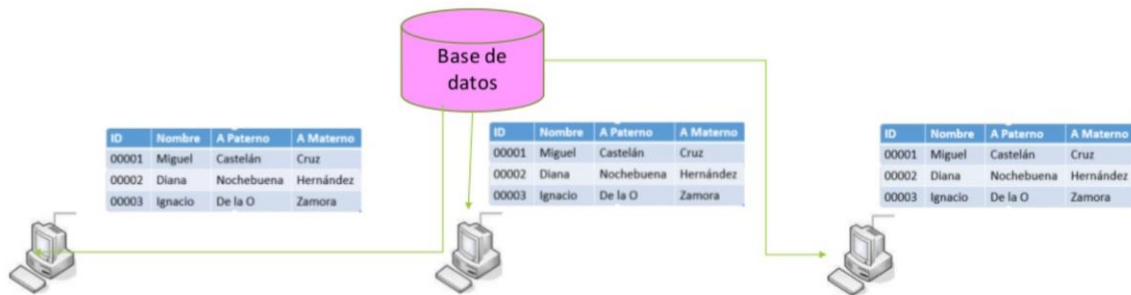 Base de
datos
ID Nombre A Paterno A Materno
00001 Miguel Castelán Cruz
00002 Diana Nochebuena Hernández
00003 Ignacio De la O Zamora
ID Nombre A Paterno A Materno
00001 Miguel Castelán Cruz
00002 Diana Nochebuena Hernández
00003 Ignacio De la O Zamora
ID Nombre A Paterno A Materno
00001 Miguel Castelán Cruz
00002 Diana Nochebuena Hernández
00003 Ignacio De la O Zamora